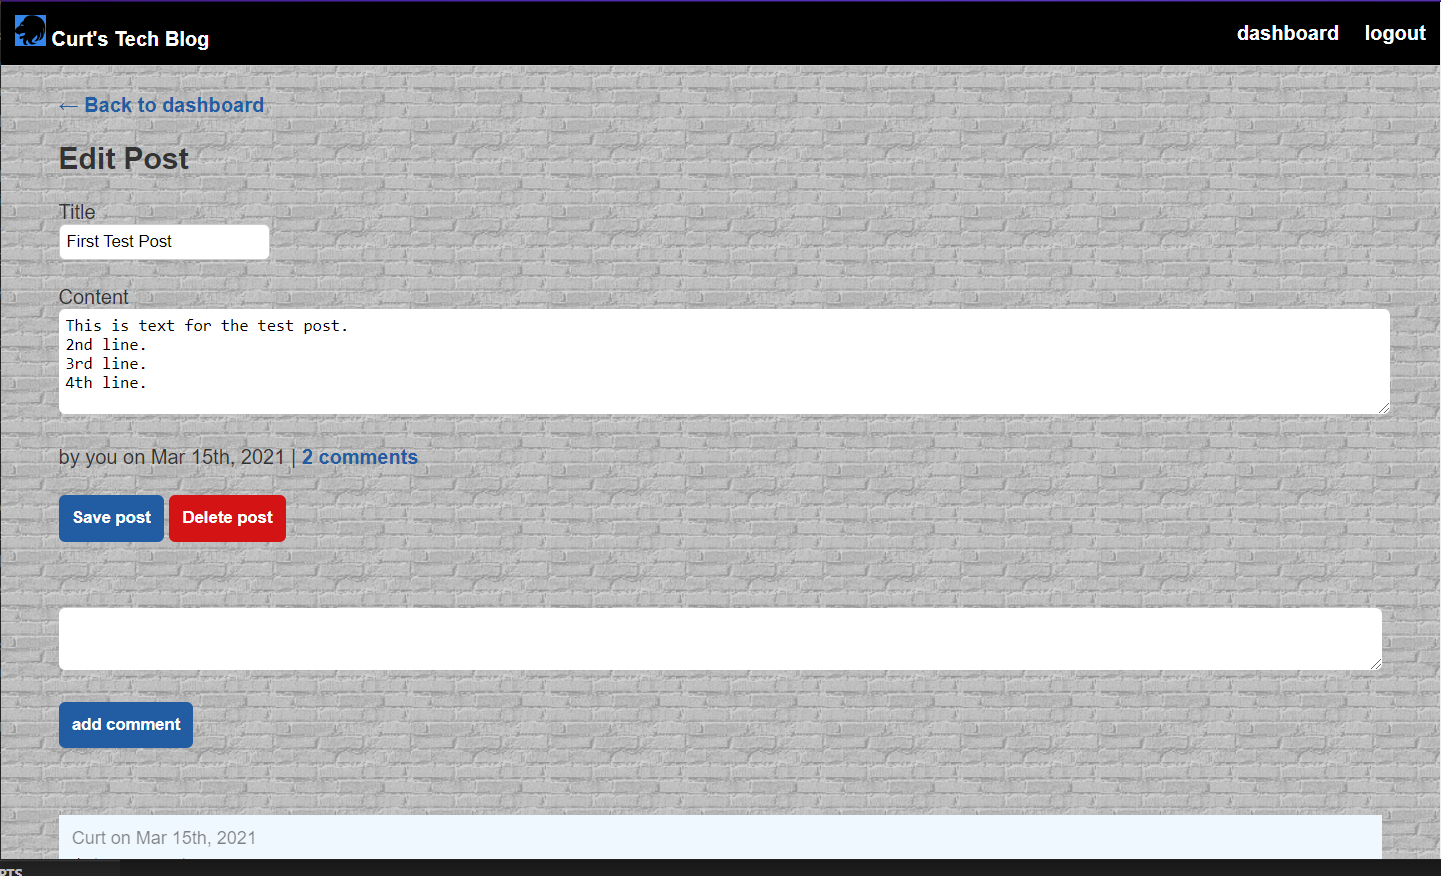 Curt's Tech Blog
dashboard logout
← Back to dashboard
Edit Post
Title
First Test Post
Content
This is text for the test post.
2nd line.
3rd line.
4th line.
by you on Mar 15th, 2021 | 2 comments
Save post Delete post
add comment
Curt on Mar 15th, 2021